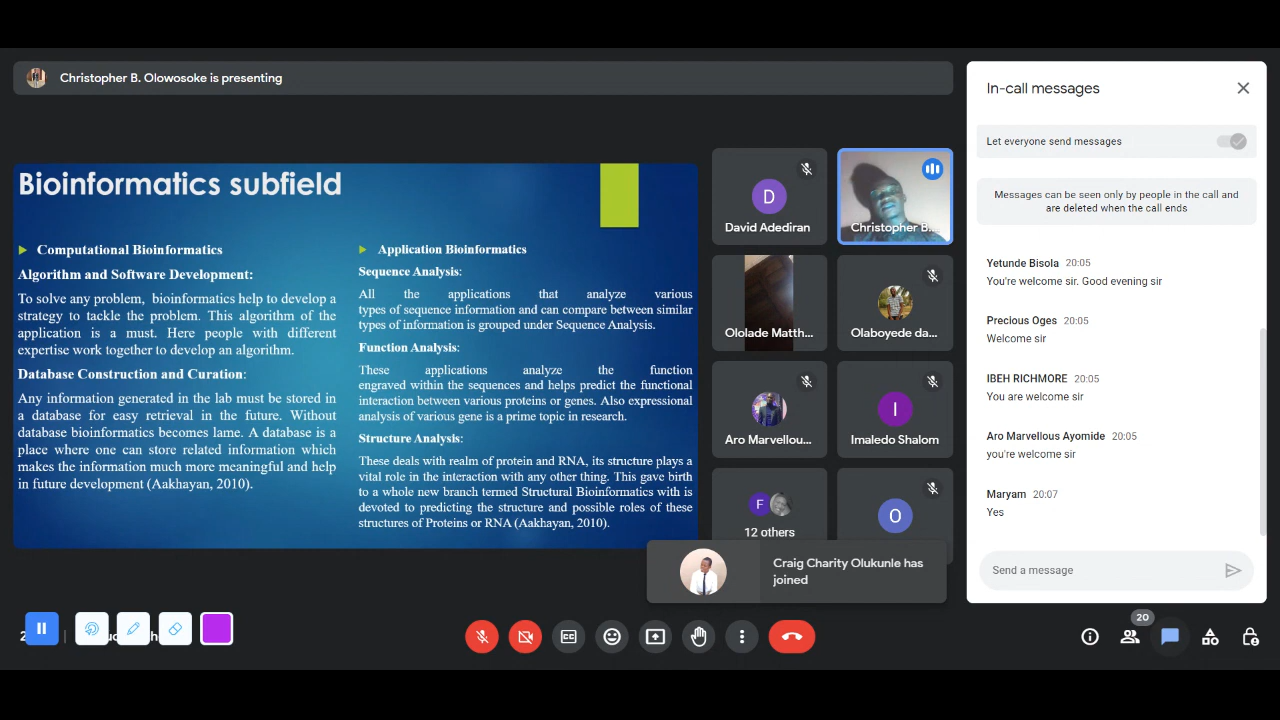 Christopher B. Olowosoke is presenting
Bioinformatics subfield
Computational Bioinformatics
Algorithm and Software Development:
To solve any problem, bioinformatics help to develop a
strategy to tackle the problem. This algorithm of the
application is a must. Here people with different
expertise work together to develop an algorithm.
Database Construction and Curation:
Any information generated in the lab must be stored in
a database for easy retrieval in the future. Without
database bioinformatics becomes lame. A database is a
place where one can store related information which
makes the information much more meaningful and help
in future development (Aakhayan, 2010).
Application Bioinformatics
Sequence Analysis:
All the applications that analyze various
types of sequence information and can compare between similar
types of information is grouped under Sequence Analysis.
Function Analysis:
These applications analyze the function
engraved within the sequences and helps predict the functional
interaction between various proteins or genes. Also expressional
analysis of various gene is a prime topic in research.
Structure Analysis:
These deals with realm of protein and RNA, its structure plays a
vital role in the interaction with any other thing. This gave birth
to a whole new branch termed Structural Bioinformatics with is
devoted to predicting the structure and possible roles of these
structures of Proteins or RNA (Aakhayan, 2010).
D
David Adediran
Christopher B...
Ololade Matth...
Olaboyede da...
Aro Marvellou...
I
Imaledo Shalom
F
12 others
O
Craig Charity Olukunle has
joined
In-call messages
Let everyone send messages
Messages can be seen only by people in the call and
are deleted when the call ends
Yetunde Bisola 20:05
You're welcome sir. Good evening sir
Precious Oges 20:05
Welcome sir
IBEH RICHMORE 20:05
You are welcome sir
Aro Marvellous Ayomide 20:05
you're welcome sir
Maryam 20:07
Yes
Send a message
20